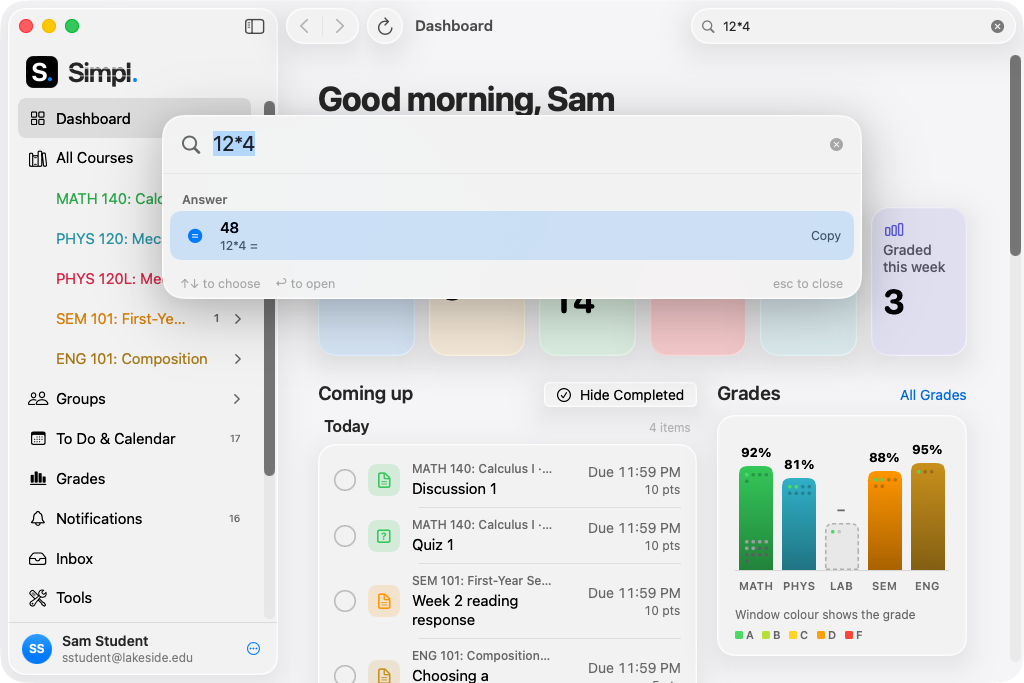 Dashboard
12*4
S.
Simpl.
Good morning, Sam
Dashboard
All Courses
MATH 140: Calc
PHYS 120: Mec
PHYS 120L: Me
SEM 101: First-Ye... 1
ENG 101: Composition
Groups
To Do & Calendar 17
Grades
Notifications 16
Inbox
Tools
SS
Sam Student
sstudent@lakeside.edu
12*4
Answer
48
12*4 =
Copy
↑↓ to choose ↩ to open esc to close
14
Graded
this week
3
Coming up
Hide Completed
Today 4 items
MATH 140: Calculus I ·...
Discussion 1
Due 11:59 PM
10 pts
MATH 140: Calculus I ·...
Quiz 1
Due 11:59 PM
10 pts
SEM 101: First-Year Se...
Week 2 reading
response
Due 11:59 PM
10 pts
ENG 101: Composition...
Choosing a
Due 11:59 PM
Grades
All Grades
92% 81% – 88% 95%
MATH PHYS LAB SEM ENG
Window colour shows the grade
A B C D F